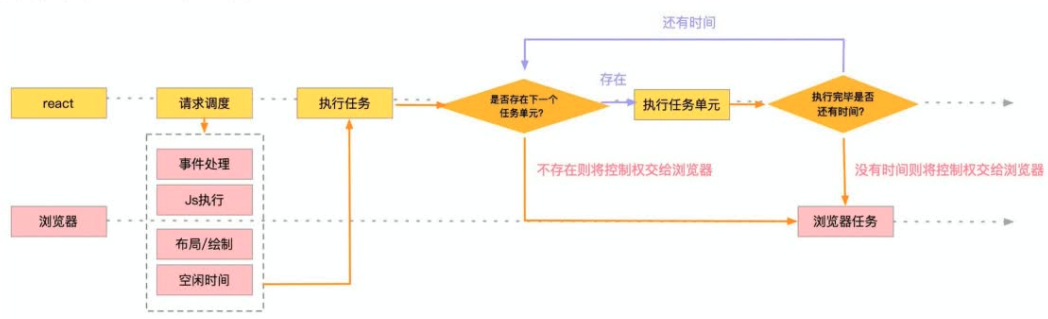 还有时间
react
请求调度
执行任务
是否存在下一个
任务单元?
存在
执行任务单元
执行完毕是否
还有时间?
事件处理
Js执行
不存在则将控制权交给浏览器
没有时间则将控制权交给浏览器
浏览器
布局/绘制
空闲时间
浏览器任务